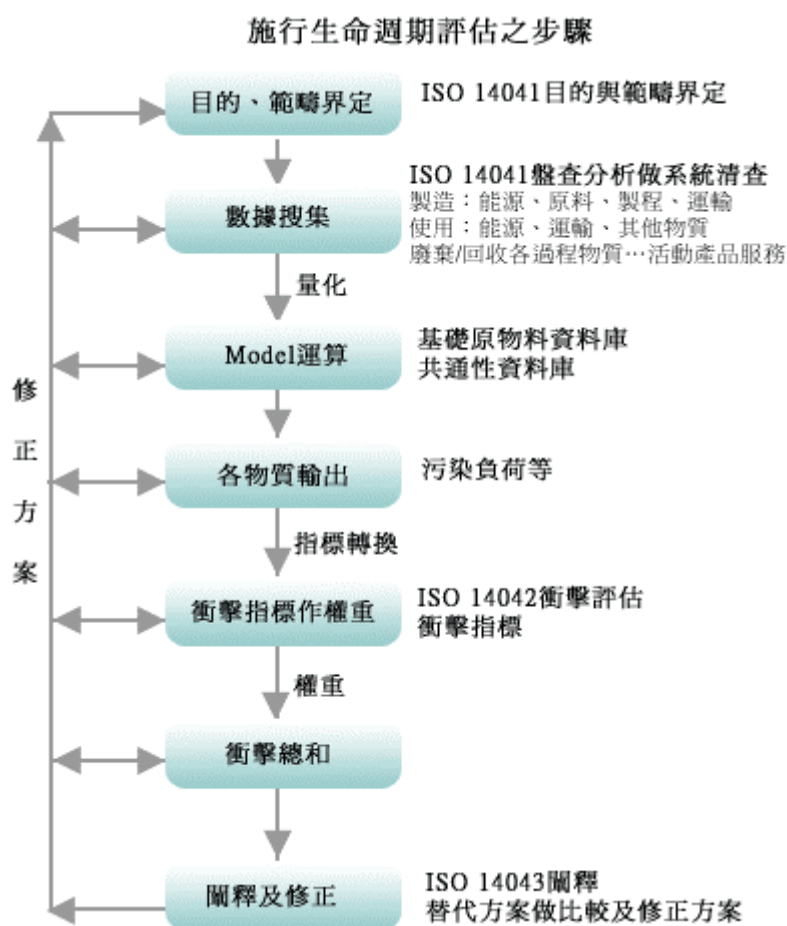 施行生命週期評估之步驟
目的、範疇界定
ISO 14041目的與範疇界定
數據搜集
ISO 14041盤查分析做系統清查
製造：能源、原料、製程、運輸
使用：能源、運輸、其他物質
廢棄/回收各過程物質…活動產品服務
量化
Model運算
基礎原物料資料庫
共通性資料庫
各物質輸出
污染負荷等
指標轉換
衝擊指標作權重
ISO 14042衝擊評估
衝擊指標
權重
衝擊總和
闡釋及修正
ISO 14043闡釋
替代方案做比較及修正方案
修正方案